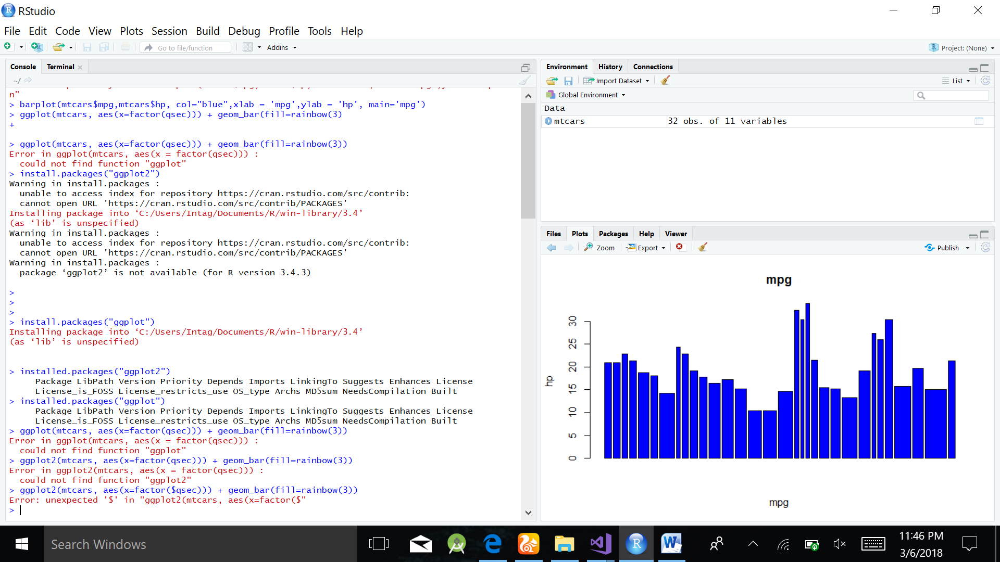 RStudio
File Edit Code View Plots Session Build Debug Profile Tools Help
Go to file/function Addins Project: (None)
Console Terminal
~/
n"
> barplot(mtcars$mpg,mtcars$hp, col="blue",xlab = 'mpg',ylab = 'hp', main='mpg')
> ggplot(mtcars, aes(x=factor(qsec))) + geom_bar(fill=rainbow(3)
+
> ggplot(mtcars, aes(x=factor(qsec))) + geom_bar(fill=rainbow(3))
Error in ggplot(mtcars, aes(x = factor(qsec))) :
could not find function "ggplot"
> install.packages("ggplot2")
Warning in install.packages :
unable to access index for repository https://cran.rstudio.com/src/contrib:
cannot open URL 'https://cran.rstudio.com/src/contrib/PACKAGES'
Installing package into ‘C:/Users/Intag/Documents/R/win-library/3.4’
(as ‘lib’ is unspecified)
Warning in install.packages :
unable to access index for repository https://cran.rstudio.com/src/contrib:
cannot open URL 'https://cran.rstudio.com/src/contrib/PACKAGES'
Warning in install.packages :
package ‘ggplot2’ is not available (for R version 3.4.3)
>
>
>
> install.packages("ggplot")
Installing package into ‘C:/Users/Intag/Documents/R/win-library/3.4’
(as ‘lib’ is unspecified)
> installed.packages("ggplot2")
Package LibPath Version Priority Depends Imports LinkingTo Suggests Enhances License
License_is_FOSS License_restricts_use OS_type Archs MD5sum NeedsCompilation Built
> installed.packages("ggplot")
Package LibPath Version Priority Depends Imports LinkingTo Suggests Enhances License
License_is_FOSS License_restricts_use OS_type Archs MD5sum NeedsCompilation Built
> ggplot(mtcars, aes(x=factor(qsec))) + geom_bar(fill=rainbow(3))
Error in ggplot(mtcars, aes(x = factor(qsec))) :
could not find function "ggplot"
> ggplot2(mtcars, aes(x=factor(qsec))) + geom_bar(fill=rainbow(3))
Error in ggplot2(mtcars, aes(x = factor(qsec))) :
could not find function "ggplot2"
> ggplot2(mtcars, aes(x=factor($qsec))) + geom_bar(fill=rainbow(3))
Error: unexpected '$' in "ggplot2(mtcars, aes(x=factor($"
>
Environment History Connections
Import Dataset List
Global Environment
Data
mtcars 32 obs. of 11 variables
Files Plots Packages Help Viewer
Zoom Export Publish
mpg
hp
30
25
20
15
10
5
0
mpg
Search Windows
11:46 PM
3/6/2018